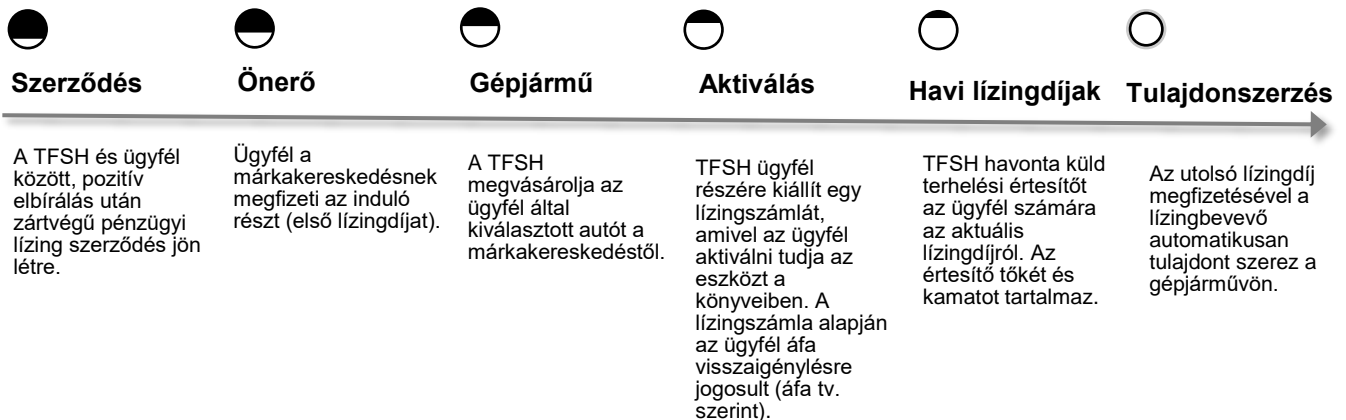 Szerződés
Önerő
Gépjármű
Aktiválás
Havi lízingdíjak
Tulajdonszerzés
A TFSH és ügyfél
között, pozitív
elbírálás után
zártvégű pénzügyi
lízing szerződés jön
létre.
Ügyfél a
márkakereskedésnek
megfizeti az induló
részt (első lízingdíjat).
A TFSH
megvásárolja az
ügyfél által
kiválasztott autót a
márkakereskedéstől.
TFSH ügyfél
részére kiállít egy
lízingszámlát,
amivel az ügyfél
aktiválni tudja az
eszközt a
könyveiben. A
lízingszámla alapján
az ügyfél áfa
visszaigénylésre
jogosult (áfa tv.
szerint).
TFSH havonta küld
terhelési értesítőt
az ügyfél számára
az aktuális
lízingdíjról. Az
értesítő tőkét és
kamatot tartalmaz.
Az utolsó lízingdíj
megfizetésével a
lízingbevevő
automatikusan
tulajdont szerez a
gépjárművön.